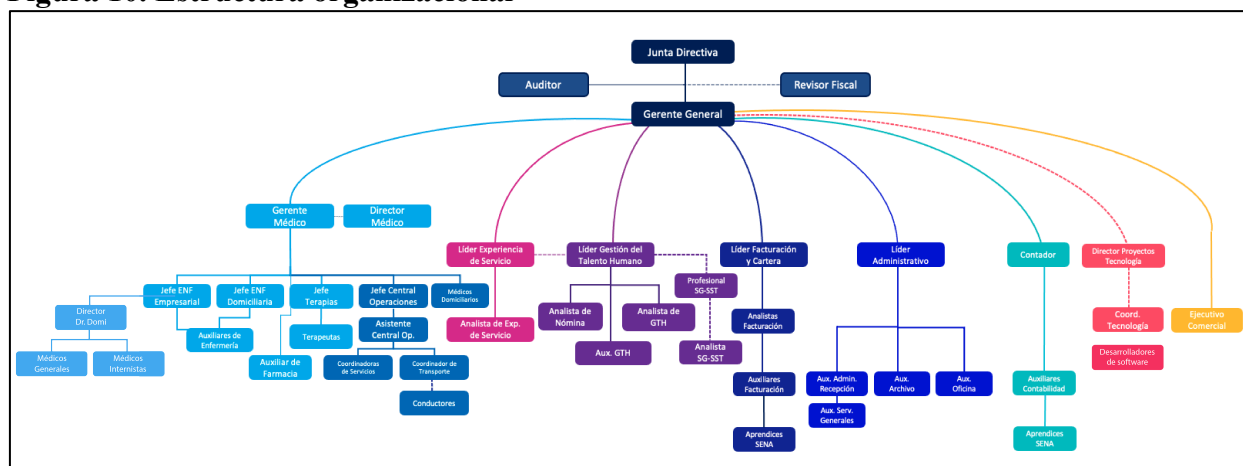 Figura 10. Estructura organizacional
Junta Directiva
Auditor
Revisor Fiscal
Gerente General
Gerente
Médico
Director
Médico
Líder Experiencia
de Servicio
Líder Gestión del
Talento Humano
Líder Facturación
y Cartera
Líder
Administrativo
Contador
Director Proyectos
Tecnología
Jefe ENF
Empresarial
Jefe ENF
Domiciliaria
Jefe
Terapias
Jefe Central
Operaciones
Médicos
Domiciliarios
Profesional
SG-SST
Director
Dr. Domi
Auxiliares de
Enfermería
Terapeutas
Asistente
Central Op.
Analista de Exp.
de Servicio
Analista de
Nómina
Analista de
GTH
Analistas
Facturación
Coord.
Tecnología
Ejecutivo
Comercial
Médicos
Generales
Médicos
Internistas
Auxiliar de
Farmacia
Coordinadoras
de Servicios
Coordinador de
Transporte
Aux. GTH
Analista
SG-SST
Desarrolladores
de software
Conductores
Auxiliares
Facturación
Aux. Admin.
Recepción
Aux.
Archivo
Aux.
Oficina
Auxiliares
Contabilidad
Aux. Serv.
Generales
Aprendices
SENA
Aprendices
SENA